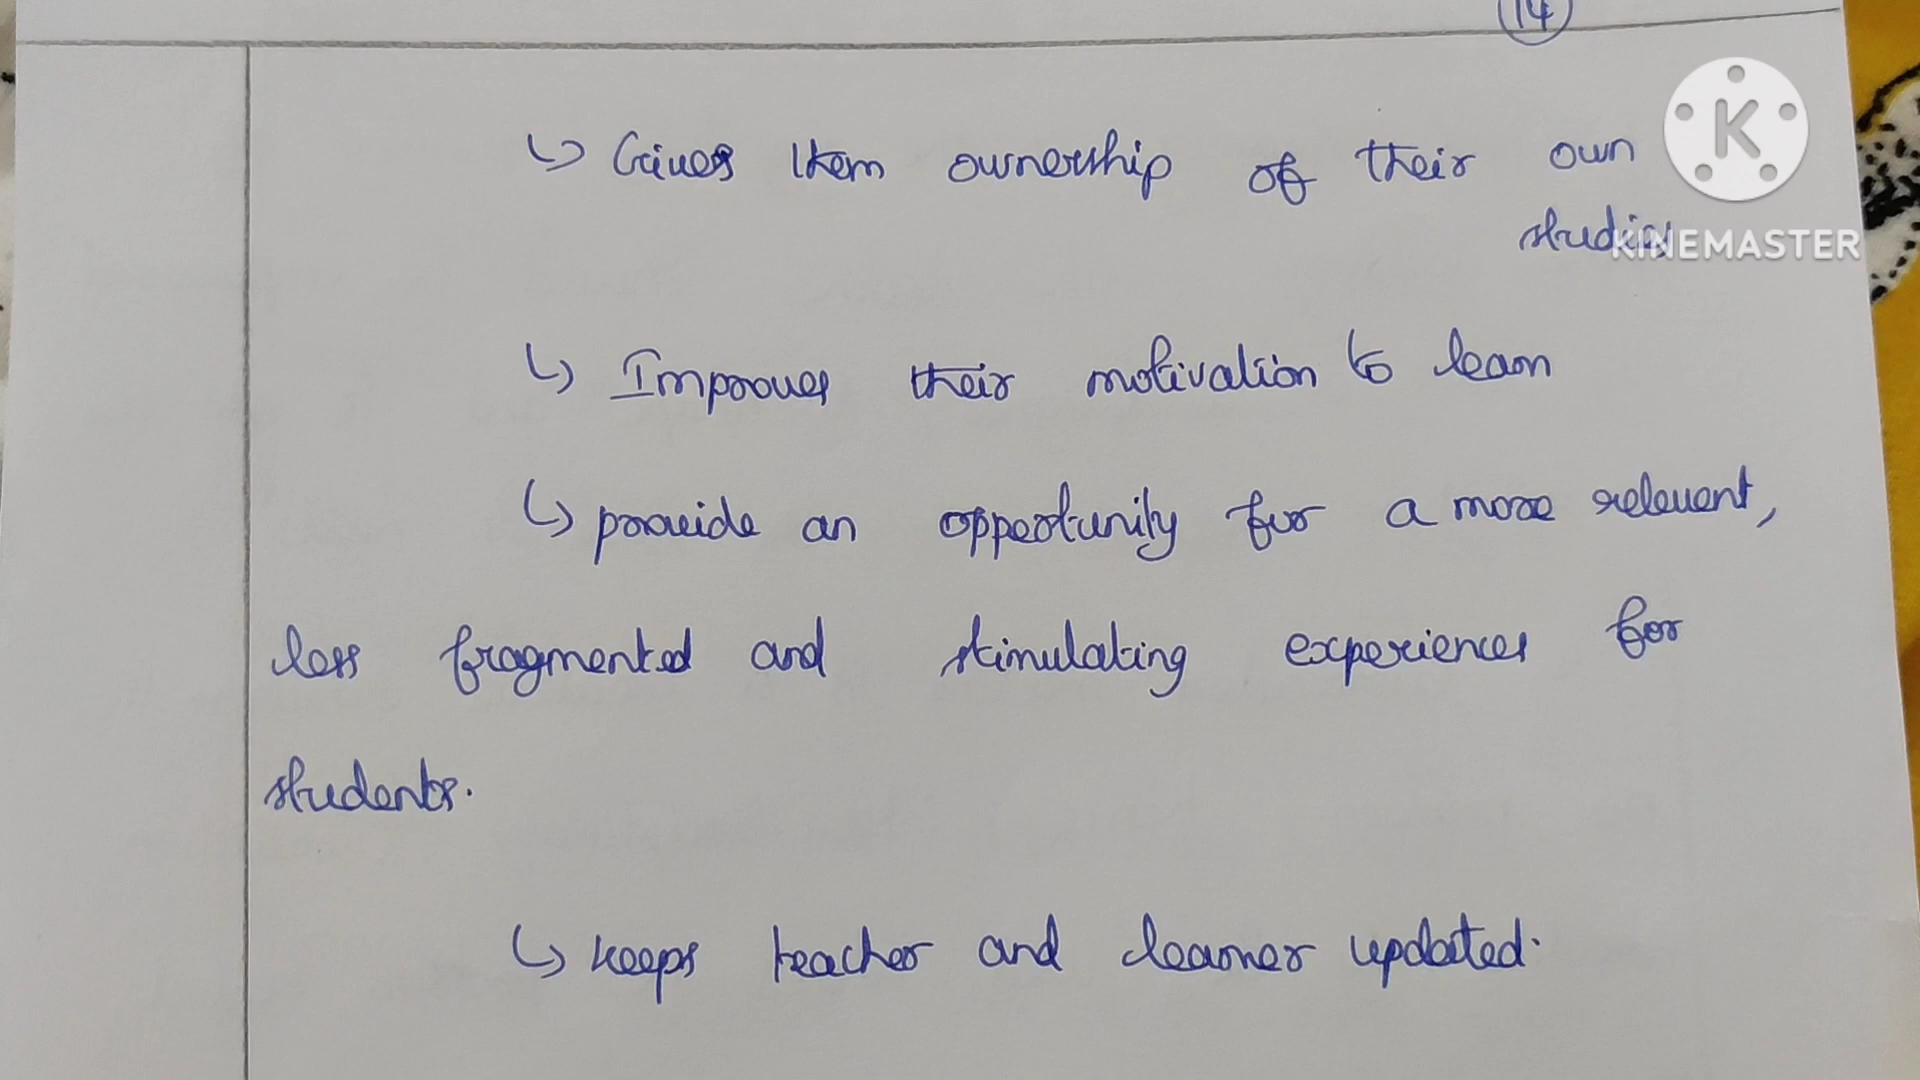 14
↳ Gives them ownership of their own
studies
K
KINEMASTER
↳ Improves their motivation to learn
↳ provide an opportunity for a more relevent,
less fragmented and stimulating experiences for
students.
↳ keeps teacher and learner updated.